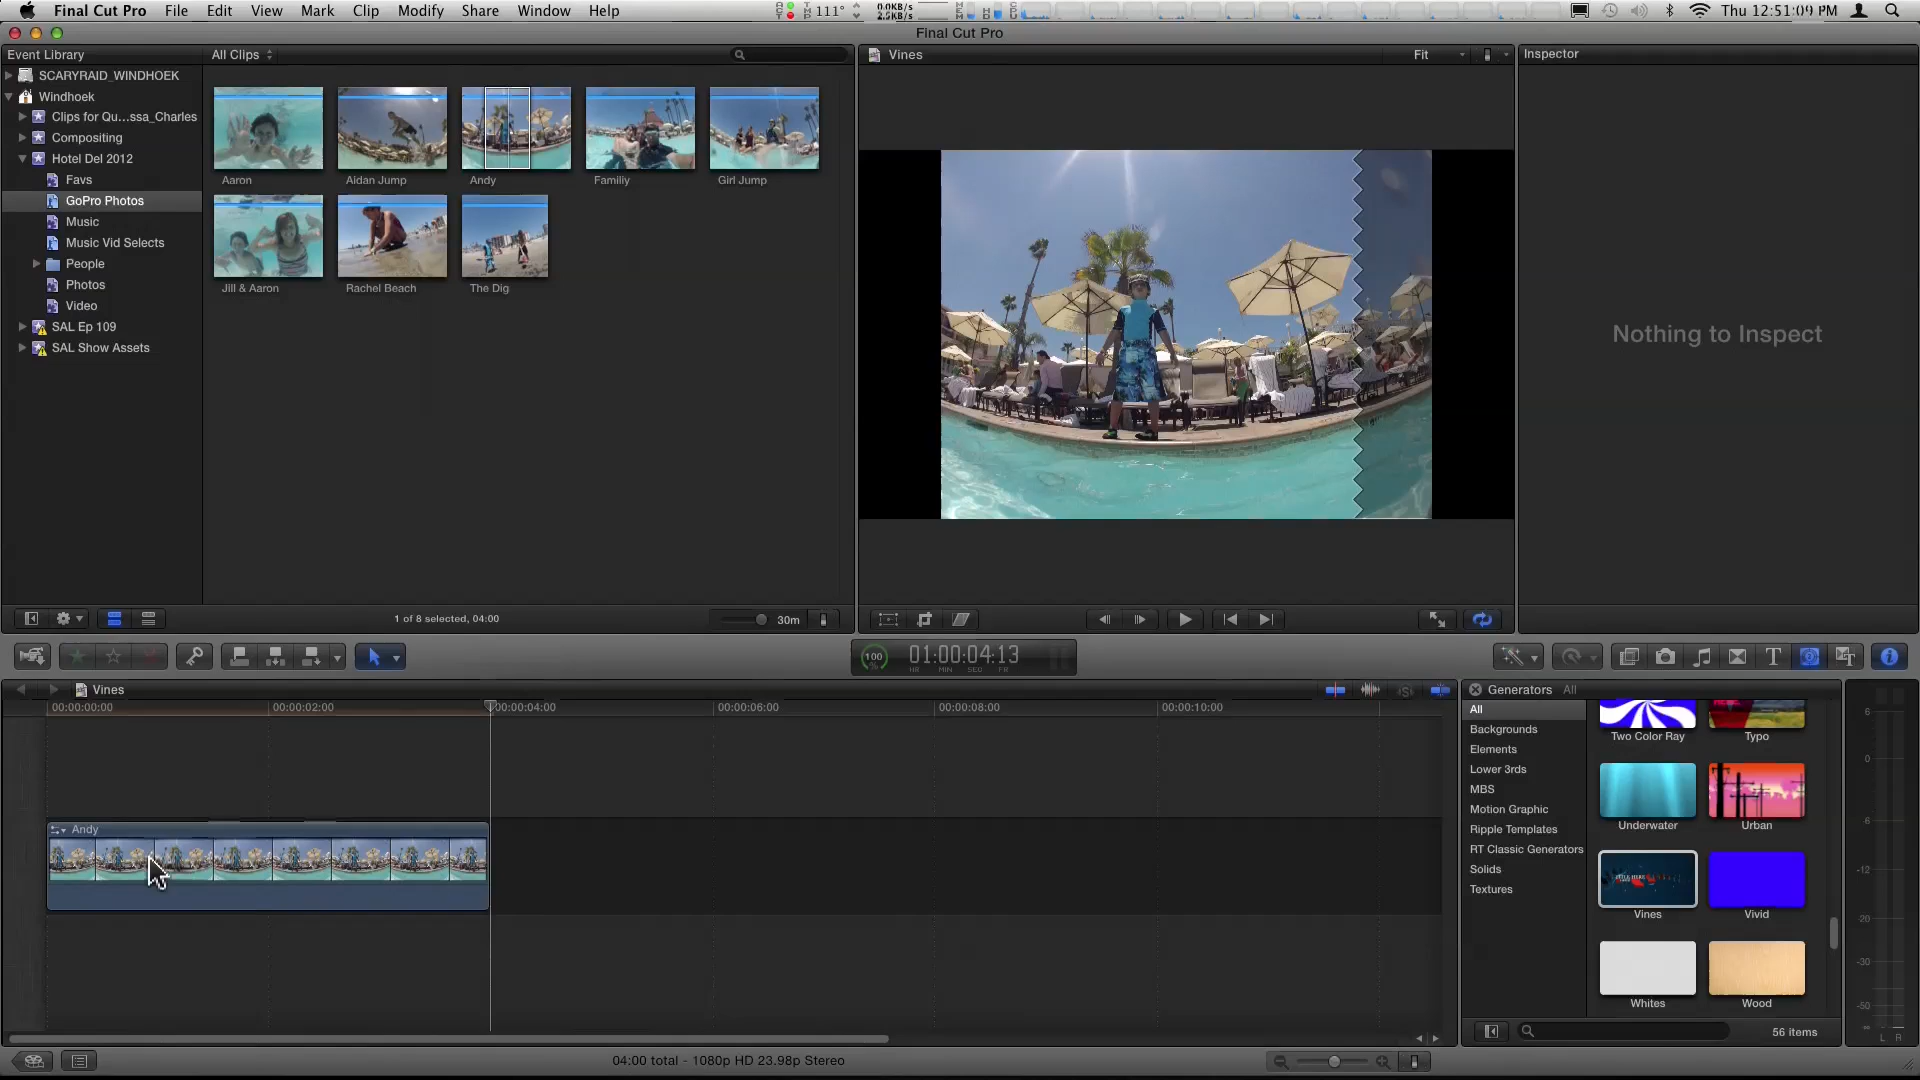 Final Cut Pro File Edit View Mark Clip Modify Share Window Help
111°
0.0KB/s
2.5KB/s
Thu 12:51:09 PM
Final Cut Pro
Event Library
All Clips
Vines
Fit
Inspector
SCARYRAID_WINDHOEK
Windhoek
Clips for Qu...ssa_Charles
Compositing
Hotel Del 2012
Favs
GoPro Photos
Music
Music Vid Selects
People
Photos
Video
SAL Ep 109
SAL Show Assets
Aaron
Aidan Jump
Andy
Familiy
Girl Jump
Jill & Aaron
Rachel Beach
The Dig
Nothing to Inspect
1 of 8 selected, 04:00
30m
100
%
01:00:04:13
HR MIN SEC FR
Vines
00:00:00:00
00:00:02:00
00:00:04:00
00:00:06:00
00:00:08:00
00:00:10:00
Andy
Generators All
All
Backgrounds
Elements
Lower 3rds
MBS
Motion Graphic
Ripple Templates
RT Classic Generators
Solids
Textures
Two Color Ray
Typo
Underwater
Urban
Vines
Vivid
Whites
Wood
56 items
6
0
-6
-12
-20
-30
-50
-∞
L R
04:00 total - 1080p HD 23.98p Stereo